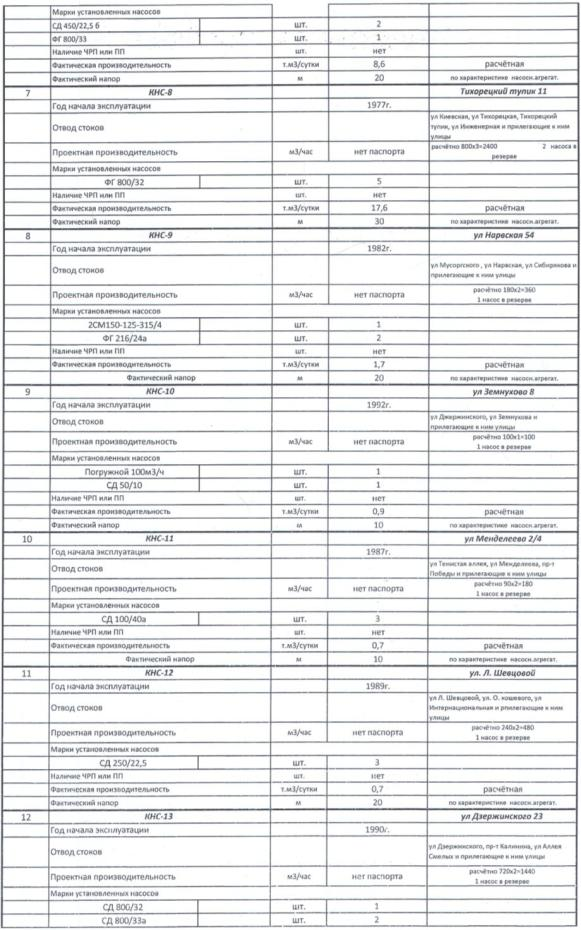 Марки установленных насосов
СД 450/22,5 б шт. 2
ФГ 800/33 шт. 1
Наличие ЧРП или ПП шт. нет
Фактическая производительность т.м3/сутки 8,6 расчётная
Фактический напор м 20 по характеристике насосн.агрегат.
7 КНС-8 Тихорецкий тупик 11
Год начала эксплуатации 1977г.
Отвод стоков ул Киевская, ул Тихорецкая, Тихорецкий
тупик, ул Инженерная и прилегающие к ним
улицы
Проектная производительность м3/час нет паспорта расчётно 800х3=2400 2 насоса в
резерве
Марки установленных насосов
ФГ 800/32 шт. 5
Наличие ЧРП или ПП шт. нет
Фактическая производительность т.м3/сутки 17,6 расчётная
Фактический напор м 30 по характеристике насосн.агрегат.
8 КНС-9 ул Нарвская 54
Год начала эксплуатации 1982г.
Отвод стоков ул Мусоргского , ул Нарвская, ул Сибирякова и
прилегающие к ним улицы
Проектная производительность м3/час нет паспорта расчётно 180х2=360
1 насос в резерве
Марки установленных насосов
2СМ150-125-315/4 шт. 1
ФГ 216/24а шт. 2
Наличие ЧРП или ПП шт. нет
Фактическая производительность т.м3/сутки 1,7 расчётная
Фактический напор м 20 по характеристике насосн.агрегат.
9 КНС-10 ул Земнухово 8
Год начала эксплуатации 1992г.
Отвод стоков ул Джержинского, ул Земнухова и
прилегающие к ним улицы
Проектная производительность м3/час нет паспорта расчётно 100х1=100
1 насос в резерве
Марки установленных насосов
Погружной 100м3/ч шт. 1
СД 50/10 шт. 1
Наличие ЧРП или ПП шт. нет
Фактическая производительность т.м3/сутки 0,9 расчётная
Фактический напор м 10 по характеристике насосн.агрегат.
10 КНС-11 ул Менделеева 2/4
Год начала эксплуатации 1987г.
Отвод стоков ул Тенистая аллея, ул Менделеева, пр-т
Победы и прилегающие к ним улицы
Проектная производительность м3/час нет паспорта расчётно 90х2=180
1 насос в резерве
Марки установленных насосов
СД 100/40а шт. 3
Наличие ЧРП или ПП шт. нет
Фактическая производительность т.м3/сутки 0,7 расчётная
Фактический напор м 10 по характеристике насосн.агрегат.
11 КНС-12 ул. Л. Шевцовой
Год начала эксплуатации 1989г.
Отвод стоков ул Л. Шевцовой, ул. О. кошевого, ул
Интернациональная и рпилегающие к ним
улицы
Проектная производительность м3/час нет паспорта расчётно 240х2=480
1 насос в резерве
Марки установленных насосов
СД 250/22,5 шт. 3
Наличие ЧРП или ПП шт. нет
Фактическая производительность т.м3/сутки 0,7 расчётная
Фактический напор м 20 по характеристике насосн.агрегат.
12 КНС-13 ул Дзержинского 23
Год начала эксплуатации 1990г.
Отвод стоков ул Дзержинского, пр-т Калинина, ул Аллея
Смелых и прилегающие к ним улицы
Проектная производительность м3/час нет паспорта расчётно 720х2=1440
1 насос в резерве
Марки установленных насосов
СД 800/32 шт. 1
СД 800/33а шт. 2